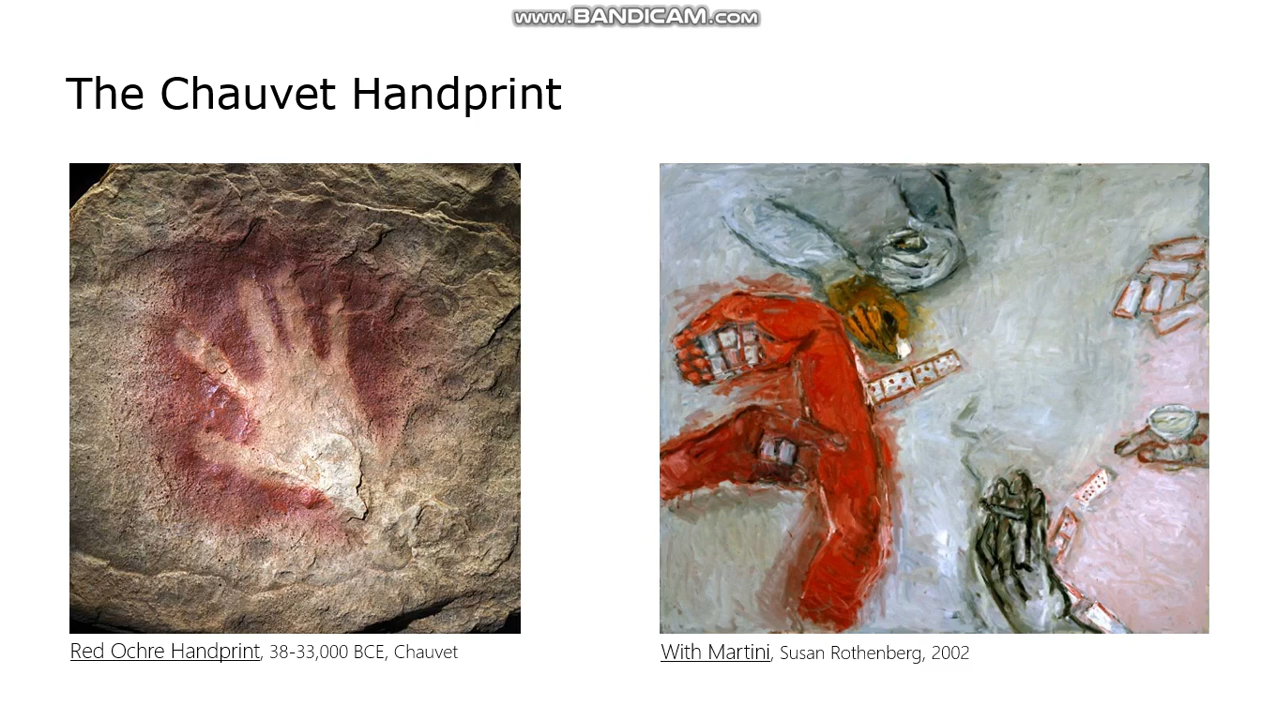 www.BANDICAM.com
The Chauvet Handprint
Red Ochre Handprint, 38-33,000 BCE, Chauvet
With Martini, Susan Rothenberg, 2002